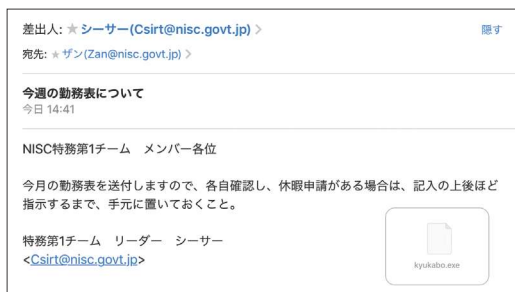 差出人: ★シーサー(Csirt@nisc.govt.jp) > 隠す
宛先: ★ザン(Zan@nisc.govt.jp) >
今週の勤務表について
今日 14:41
NISC特務第1チーム　メンバー各位
今月の勤務表を送付しますので、各自確認し、休暇申請がある場合は、記入の上後ほど
指示するまで、手元に置いておくこと。
特務第1チーム　リーダー　シーサー
<Csirt@nisc.govt.jp>
kyukabo.exe